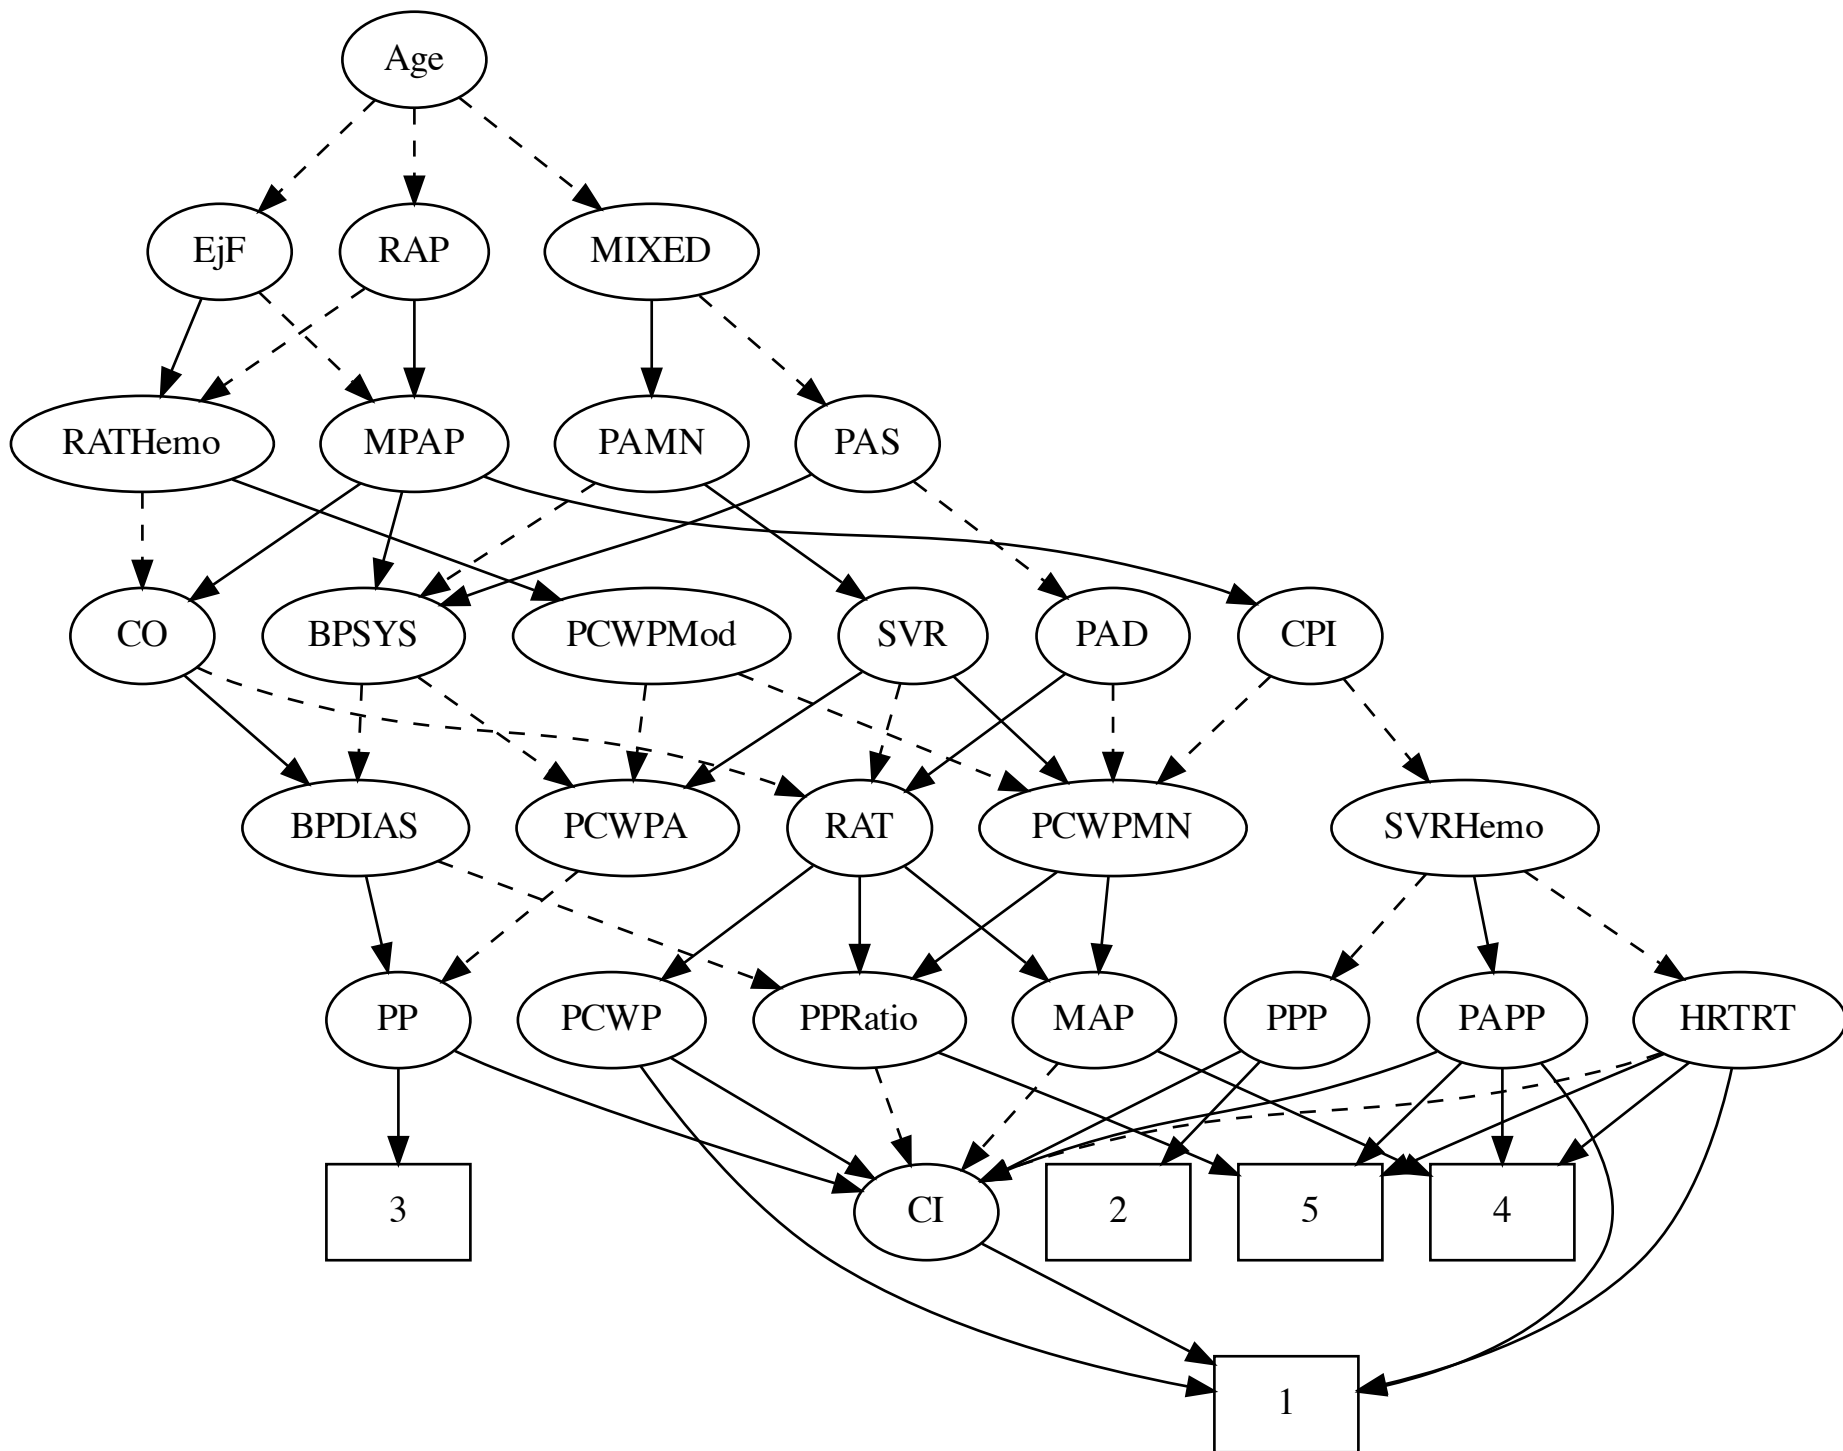 Age
EjF
RAP
MIXED
RATHemo
MPAP
PAMN
PAS
CO
BPSYS
PCWPMod
SVR
PAD
CPI
BPDIAS
PCWPA
RAT
PCWPMN
SVRHemo
PP
PCWP
PPRatio
MAP
PPP
PAPP
HRTRT
3
CI
2
5
4
1